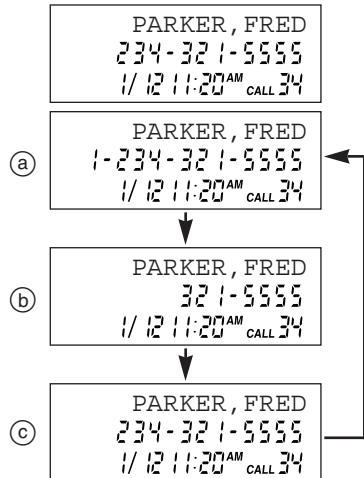 PARKER,FRED
234-321-5555
1/ 12 11:20AM CALL 34
PARKER,FRED
a 1-234-321-5555
1/ 12 11:20AM CALL 34
PARKER,FRED
b 321-5555
1/ 12 11:20AM CALL 34
PARKER,FRED
c 234-321-5555
1/ 12 11:20AM CALL 34